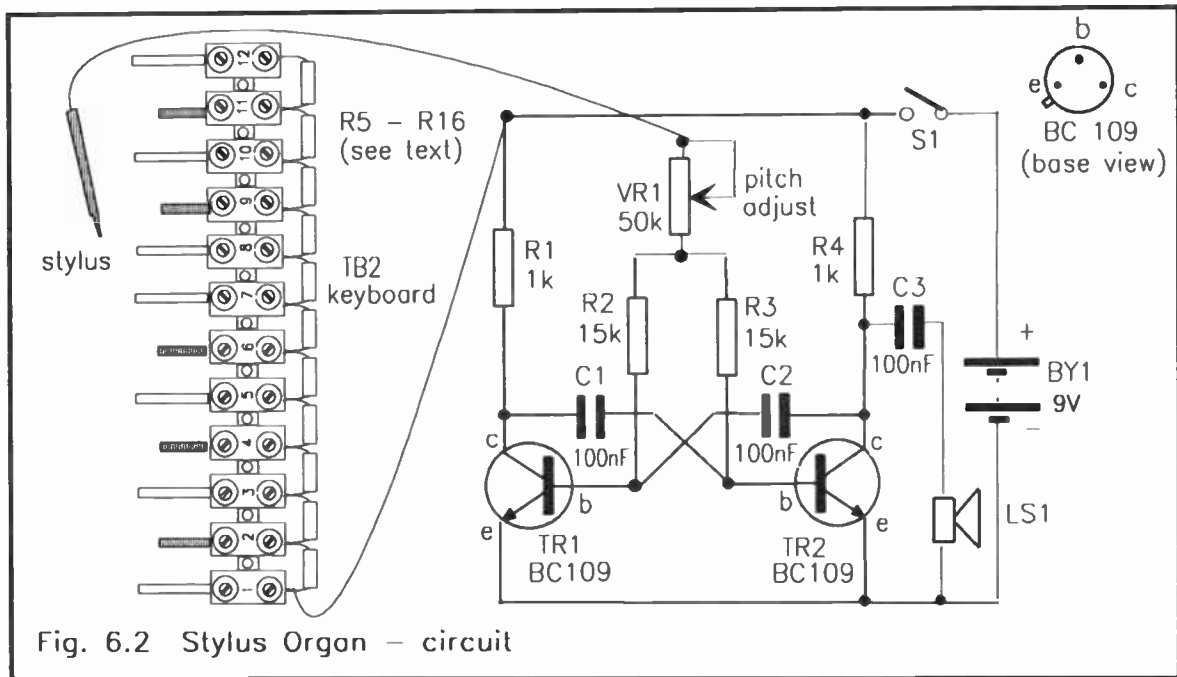 12
11
10
9
8
7
6
5
4
3
2
1
stylus
R5 – R16
(see text)
TB2
keyboard
R1
1k
VR1
50k
pitch
adjust
R2
15k
R3
15k
R4
1k
C1
100nF
C2
100nF
C3
100nF
c
b
e
TR1
BC109
c
b
e
TR2
BC109
S1
b
e
c
BC 109
(base view)
+
BY1
9V
–
LS1
Fig. 6.2 Stylus Organ – circuit